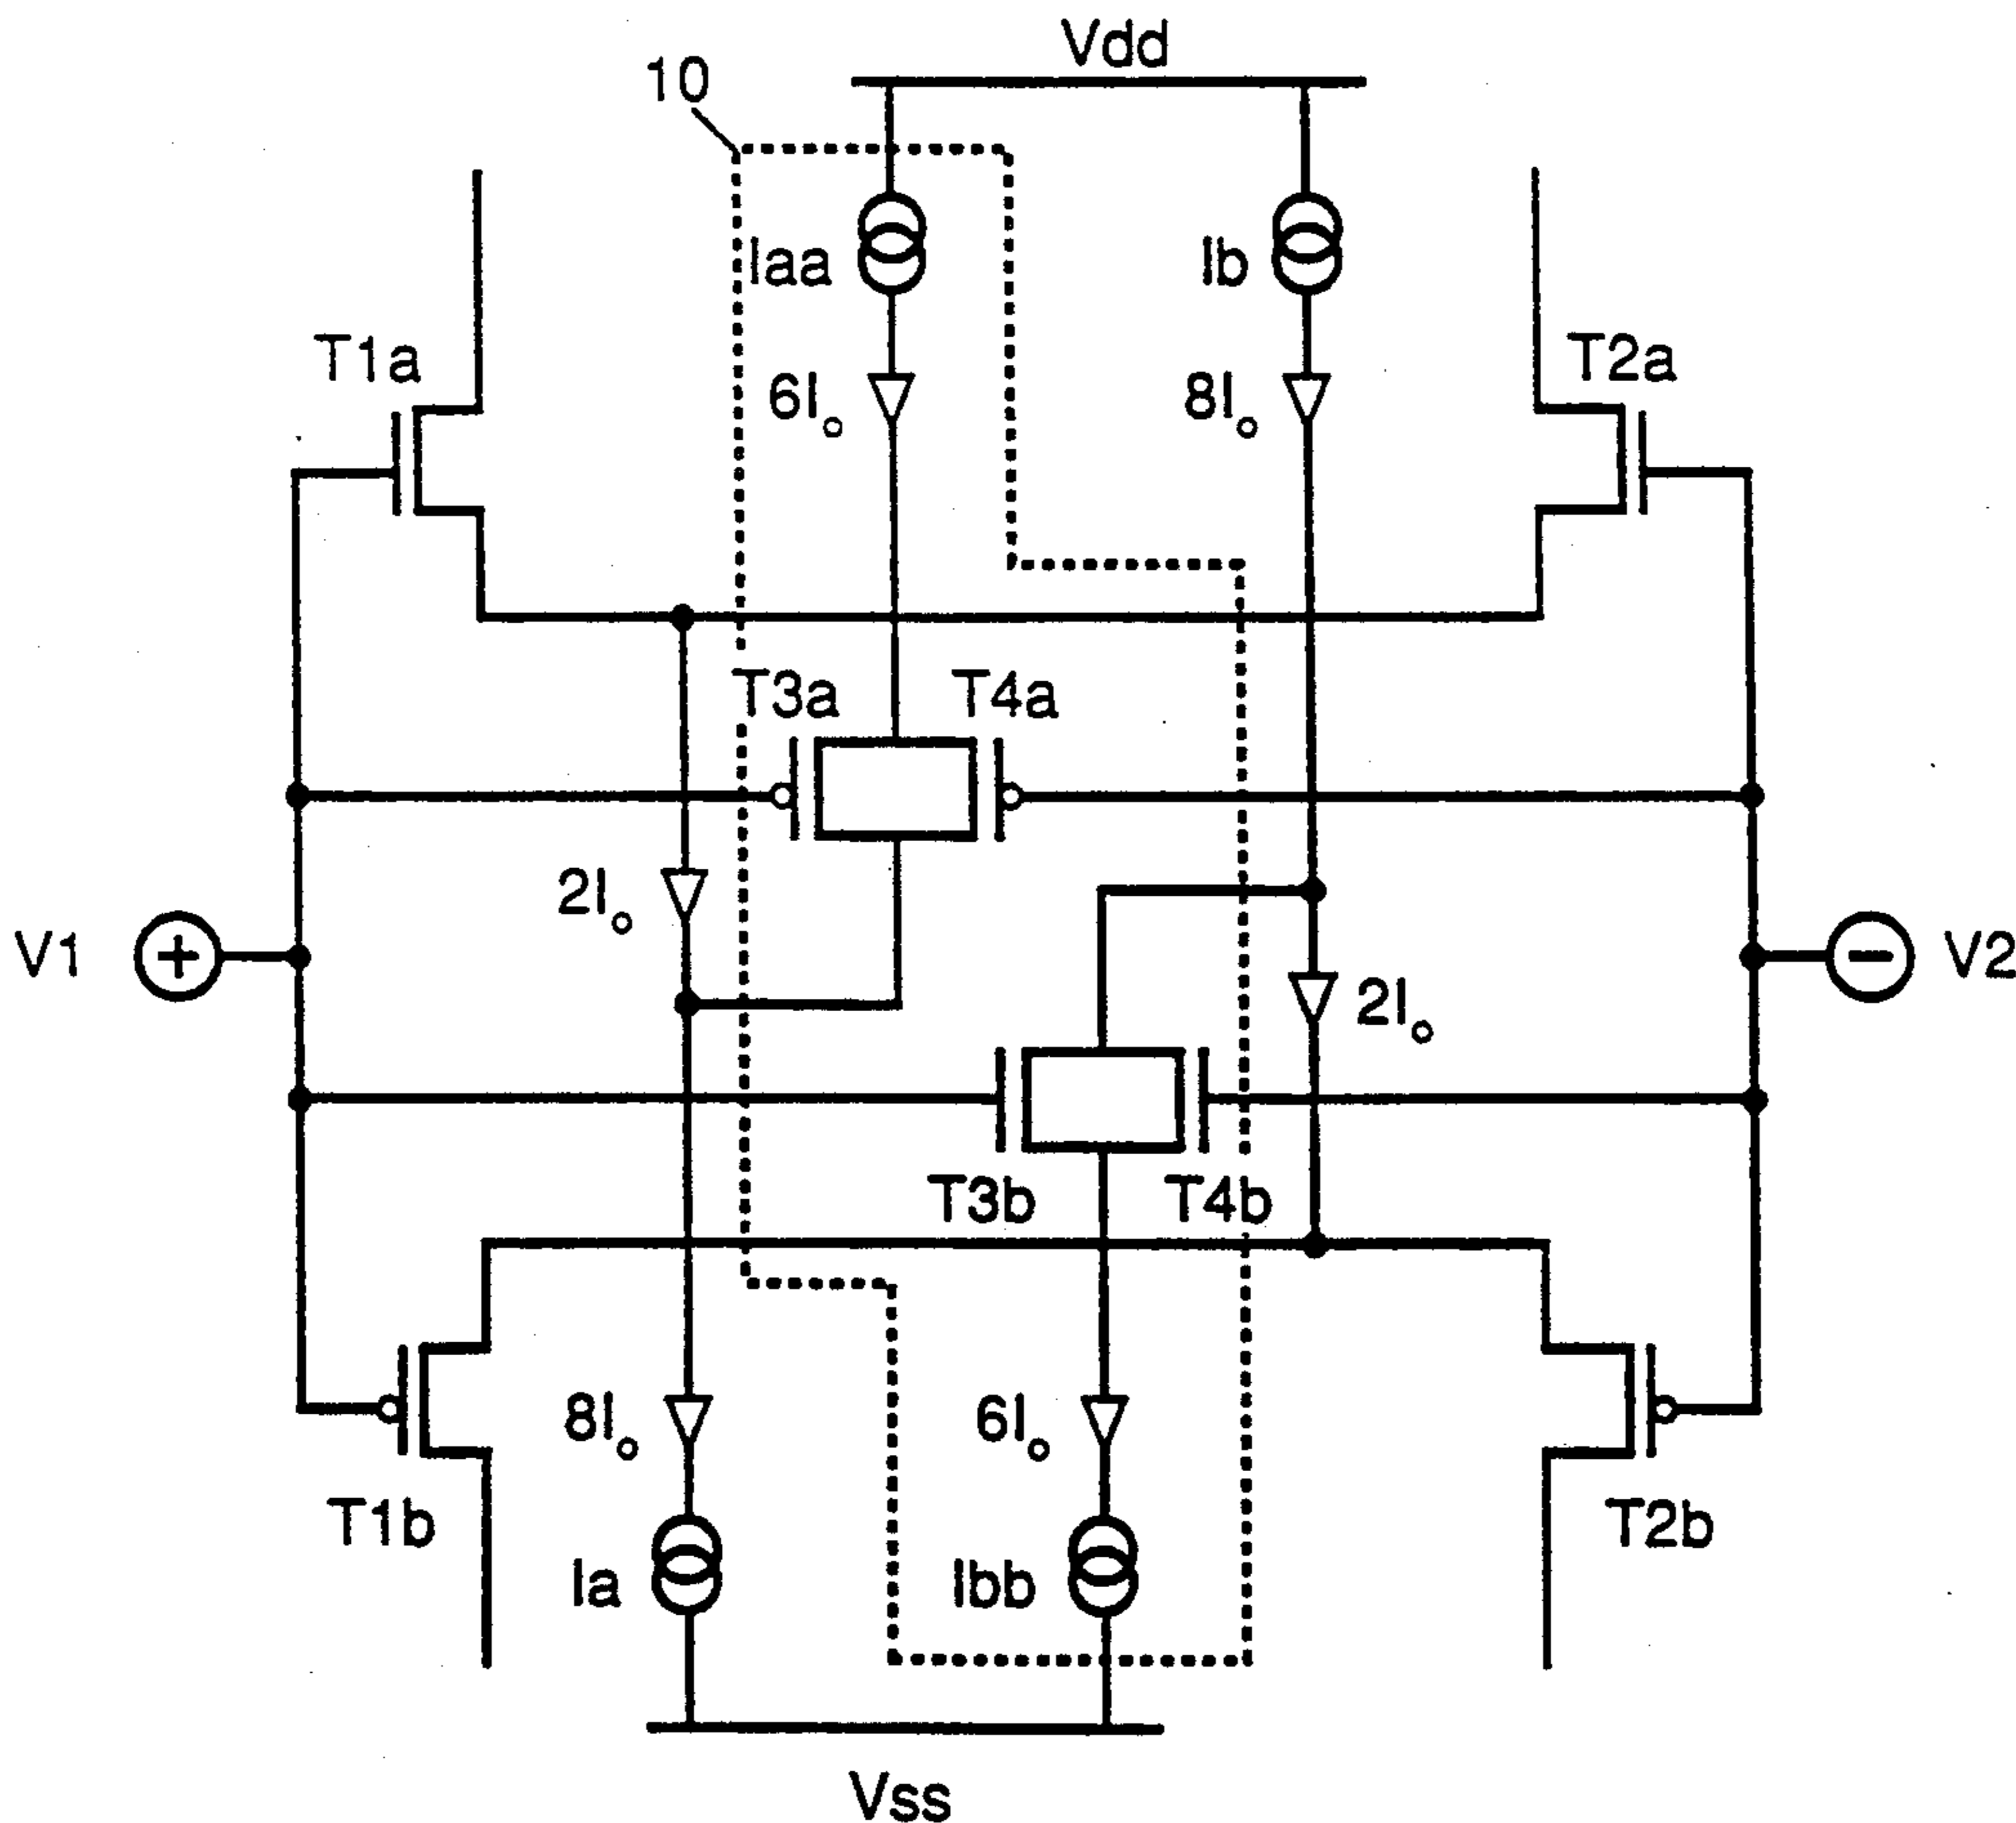 Vdd
10
Iaa
Ib
T1a
T2a
6Io
8Io
T3a
T4a
2Io
V1
+
−
V2
2Io
T3b
T4b
8Io
6Io
T1b
T2b
Ia
Ibb
Vss